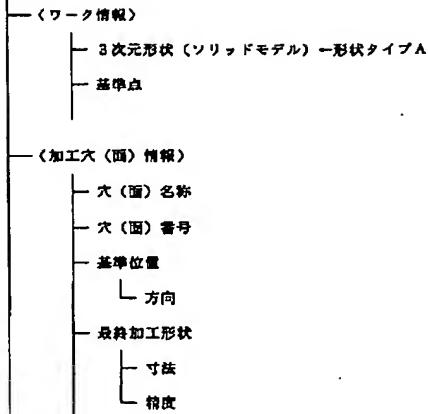 〈ワーク情報〉
3次元形状（ソリッドモデル）←形状タイプA
基準点
〈加工穴（面）情報〉
穴（面）名称
穴（面）番号
基準位置
方向
最終加工形状
寸法
精度